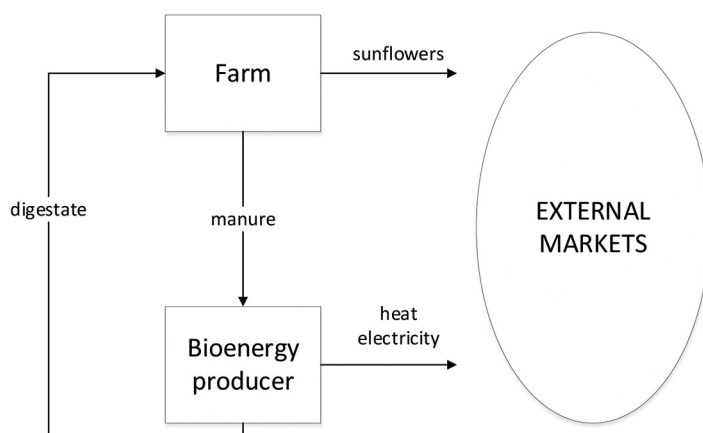 sunflowers
Farm
digestate
manure
EXTERNAL
MARKETS
heat
electricity
Bioenergy
producer